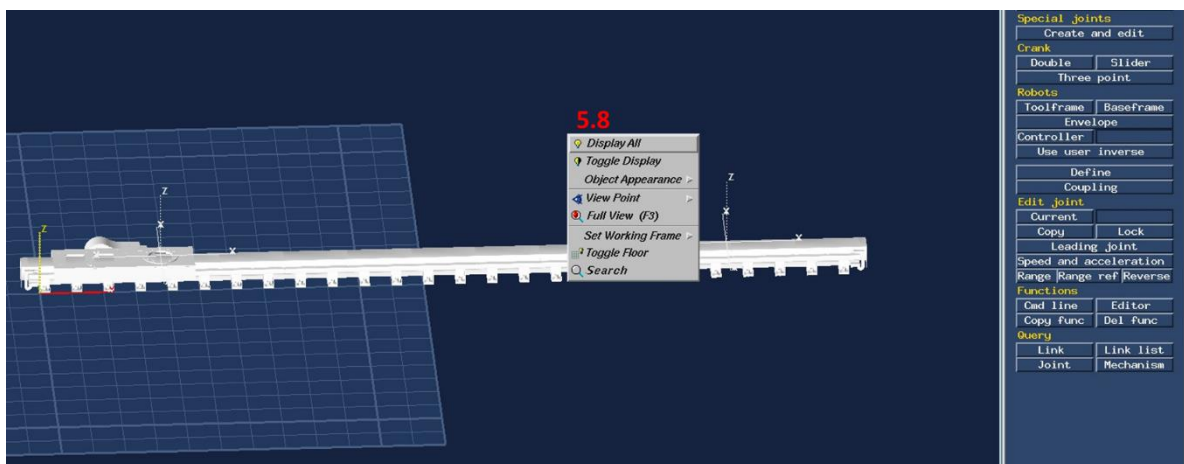 5.8
Display All
Toggle Display
Object Appearance
View Point
Full View (F3)
Set Working Frame
Toggle Floor
Search
Z
X
Z
X
Z
X
X
Special joints
Create and edit
Crank
Double Slider
Three point
Robots
Toolframe Baseframe
Envelope
Controller
Use user inverse
Define
Coupling
Edit joint
Current
Copy Lock
Leading joint
Speed and acceleration
Range Range ref Reverse
Functions
Cmd line Editor
Copy func Del func
Query
Link Link list
Joint Mechanism